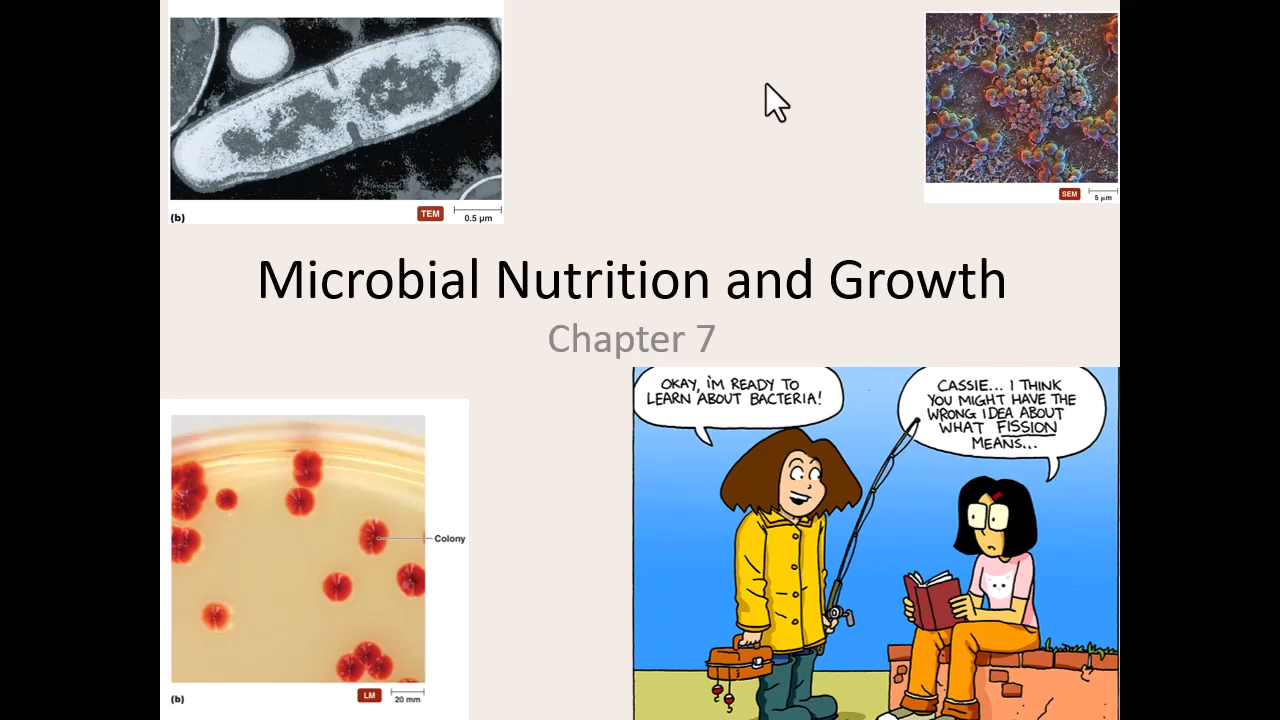 (b)
TEM
0.5 µm
SEM
5 µm
Microbial Nutrition and Growth
Chapter 7
OKAY, i'M READY TO
LEARN ABOUT BACTERIA!
CASSIE... I THINK
YOU MIGHT HAVE THE
WRONG IDEA ABOUT
WHAT FISSION
MEANS...
Colony
(b)
LM
20 mm